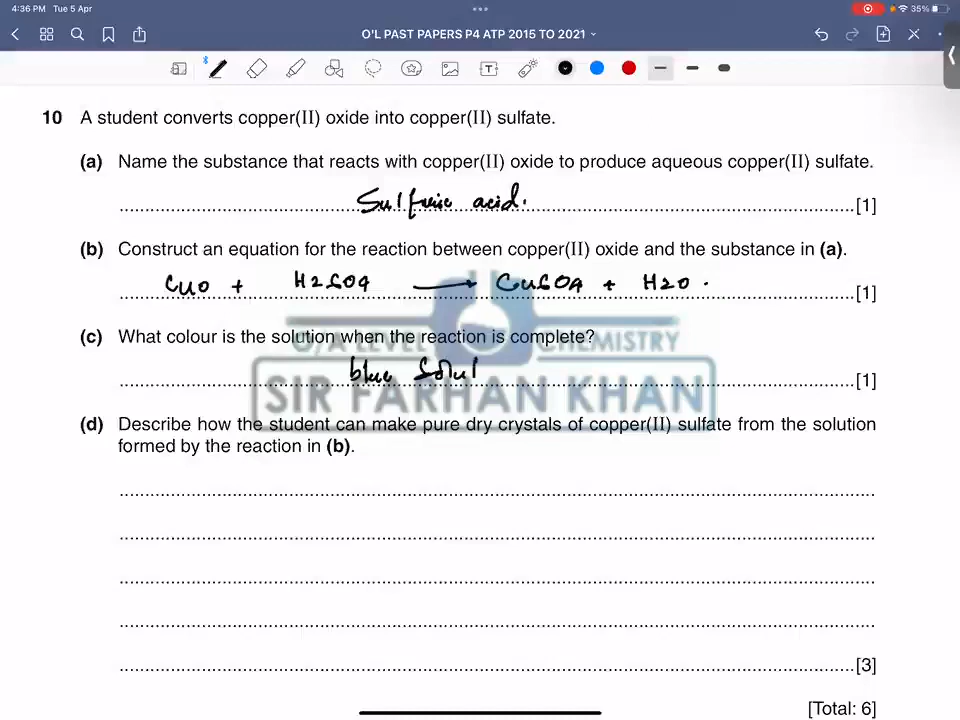 4:36 PM Tue 5 Apr
35%
O'L PAST PAPERS P4 ATP 2015 TO 2021
10 A student converts copper(II) oxide into copper(II) sulfate.
(a) Name the substance that reacts with copper(II) oxide to produce aqueous copper(II) sulfate.
Sulfuric acid. [1]
(b) Construct an equation for the reaction between copper(II) oxide and the substance in (a).
CuO + H2SO4 → CuSO4 + H2O. [1]
(c) What colour is the solution when the reaction is complete?
O/A LEVEL CHEMISTRY
blue Solul [1]
SIR FARHAN KHAN
(d) Describe how the student can make pure dry crystals of copper(II) sulfate from the solution
formed by the reaction in (b).
[3]
[Total: 6]